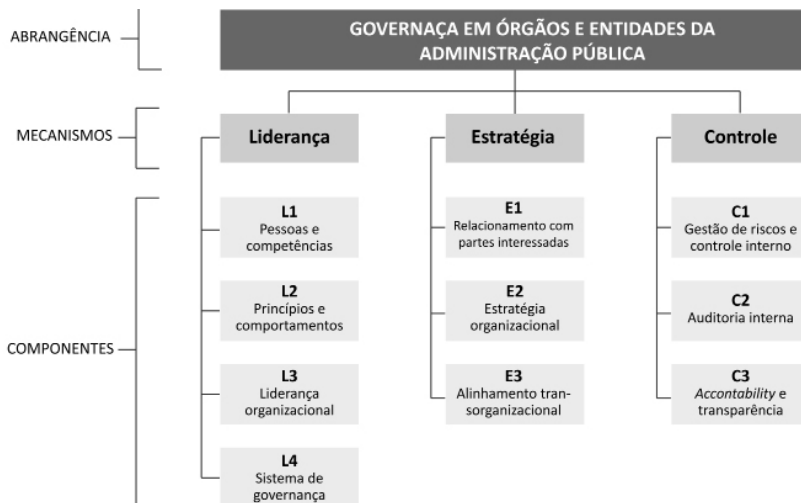 ABRANGÊNCIA
GOVERNAÇA EM ÓRGÃOS E ENTIDADES DA
ADMINISTRAÇÃO PÚBLICA
MECANISMOS
Liderança
Estratégia
Controle
COMPONENTES
L1
Pessoas e
competências
L2
Princípios e
comportamentos
L3
Liderança
organizacional
L4
Sistema de
governança
E1
Relacionamento com
partes interessadas
E2
Estratégia
organizacional
E3
Alinhamento tran-
sorganizacional
C1
Gestão de riscos e
controle interno
C2
Auditoria interna
C3
Accontability e
transparência